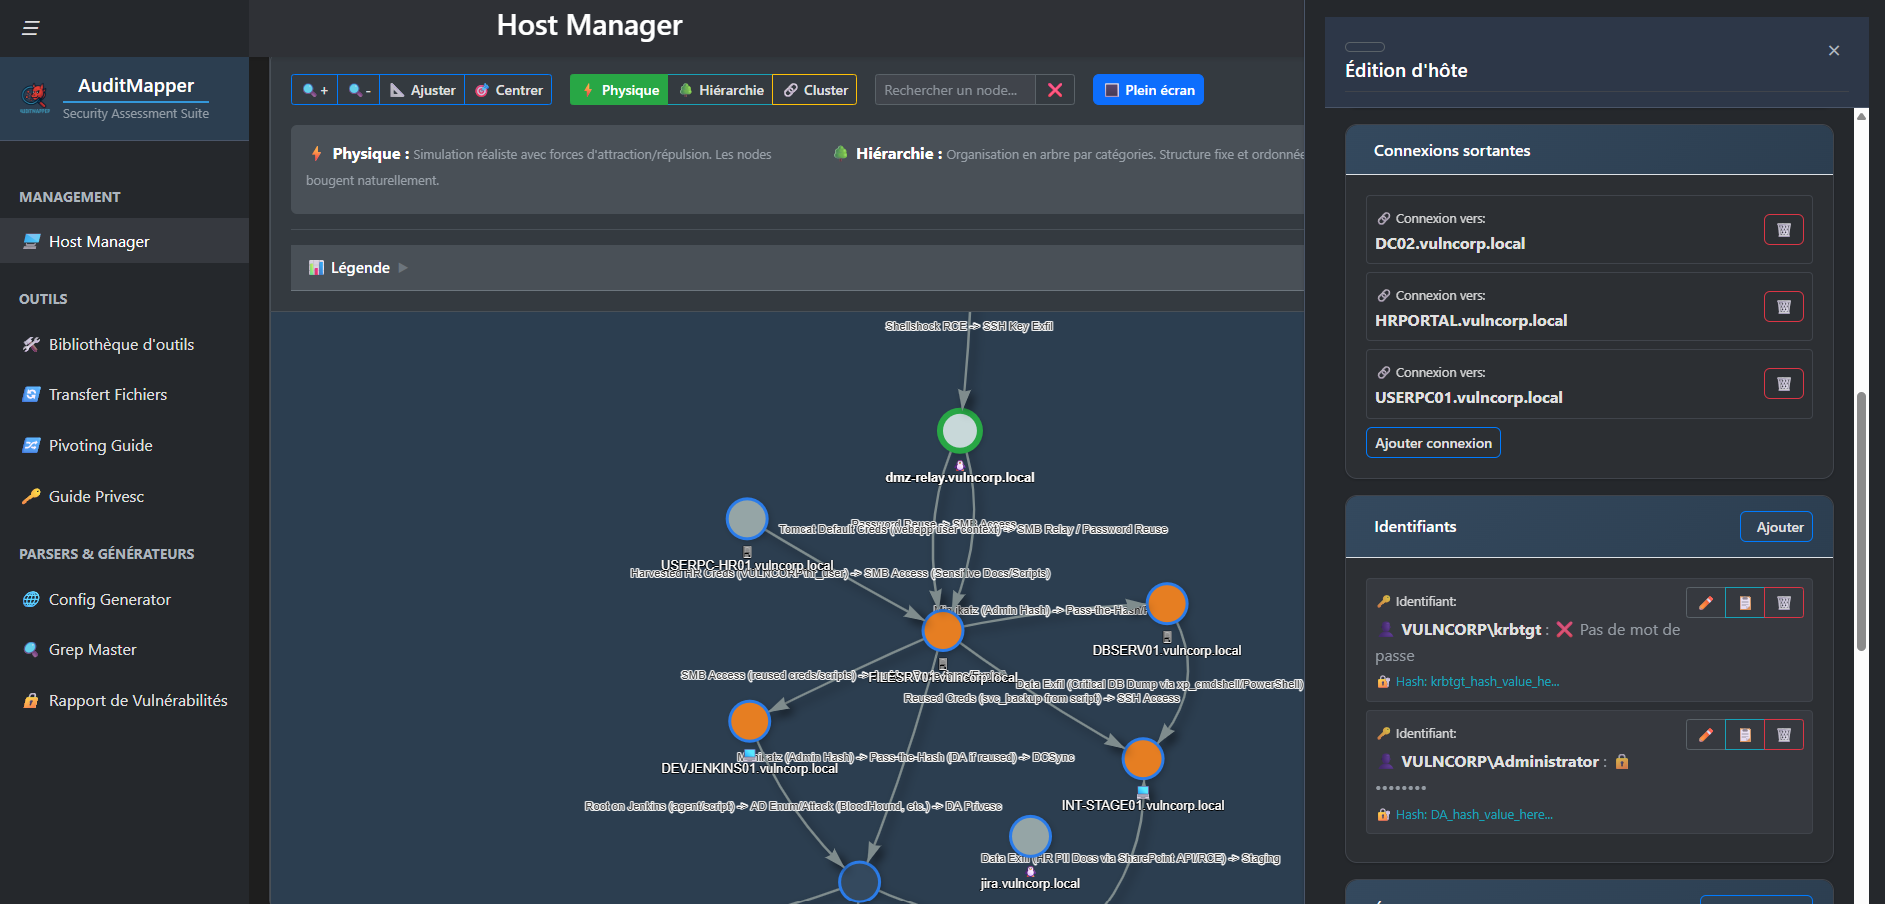 Host Manager
AuditMapper
Security Assessment Suite
MANAGEMENT
Host Manager
OUTILS
Bibliothèque d'outils
Transfert Fichiers
Pivoting Guide
Guide Privesc
PARSERS & GÉNÉRATEURS
Config Generator
Grep Master
Rapport de Vulnérabilités
+
-
Ajuster
Centrer
Physique
Hiérarchie
Cluster
Rechercher un node...
Plein écran
Physique : Simulation réaliste avec forces d'attraction/répulsion. Les nodes
bougent naturellement.
Hiérarchie : Organisation en arbre par catégories. Structure fixe et ordonnée
Légende
Shellshock RCE -> SSH Key Exfil
dmz-relay.vulncorp.local
Password Reuse -> SMB Access
Tomcat Default Creds (webapp user context) -> SMB Relay / Password Reuse
USERPC-HR01.vulncorp.local
Harvested HR Creds (VULNCORP\hr_user) -> SMB Access (Sensitive Docs/Scripts)
Mimikatz (Admin Hash) -> Pass-the-Hash/
DBSERV01.vulncorp.local
SMB Access (reused creds/scripts) ->
FILESRV01.vulncorp.local
Data Exfil (Critical DB Dump via xp_cmdshell/PowerShell)
Reused Creds (svc_backup from script) -> SSH Access
Mimikatz (Admin Hash) -> Pass-the-Hash (DA if reused) -> DCSync
DEVJENKINS01.vulncorp.local
Root on Jenkins (agent/script) -> AD Enum/Attack (BloodHound, etc.) -> DA Privesc
INT-STAGE01.vulncorp.local
Data Exfil (HR PII Docs via SharePoint API/RCE) -> Staging
jira.vulncorp.local
Édition d'hôte
×
Connexions sortantes
Connexion vers:
DC02.vulncorp.local
Connexion vers:
HRPORTAL.vulncorp.local
Connexion vers:
USERPC01.vulncorp.local
Ajouter connexion
Identifiants
Ajouter
Identifiant:
VULNCORP\krbtgt : Pas de mot de
passe
Hash: krbtgt_hash_value_he...
Identifiant:
VULNCORP\Administrator :
••••••••
Hash: DA_hash_value_here...